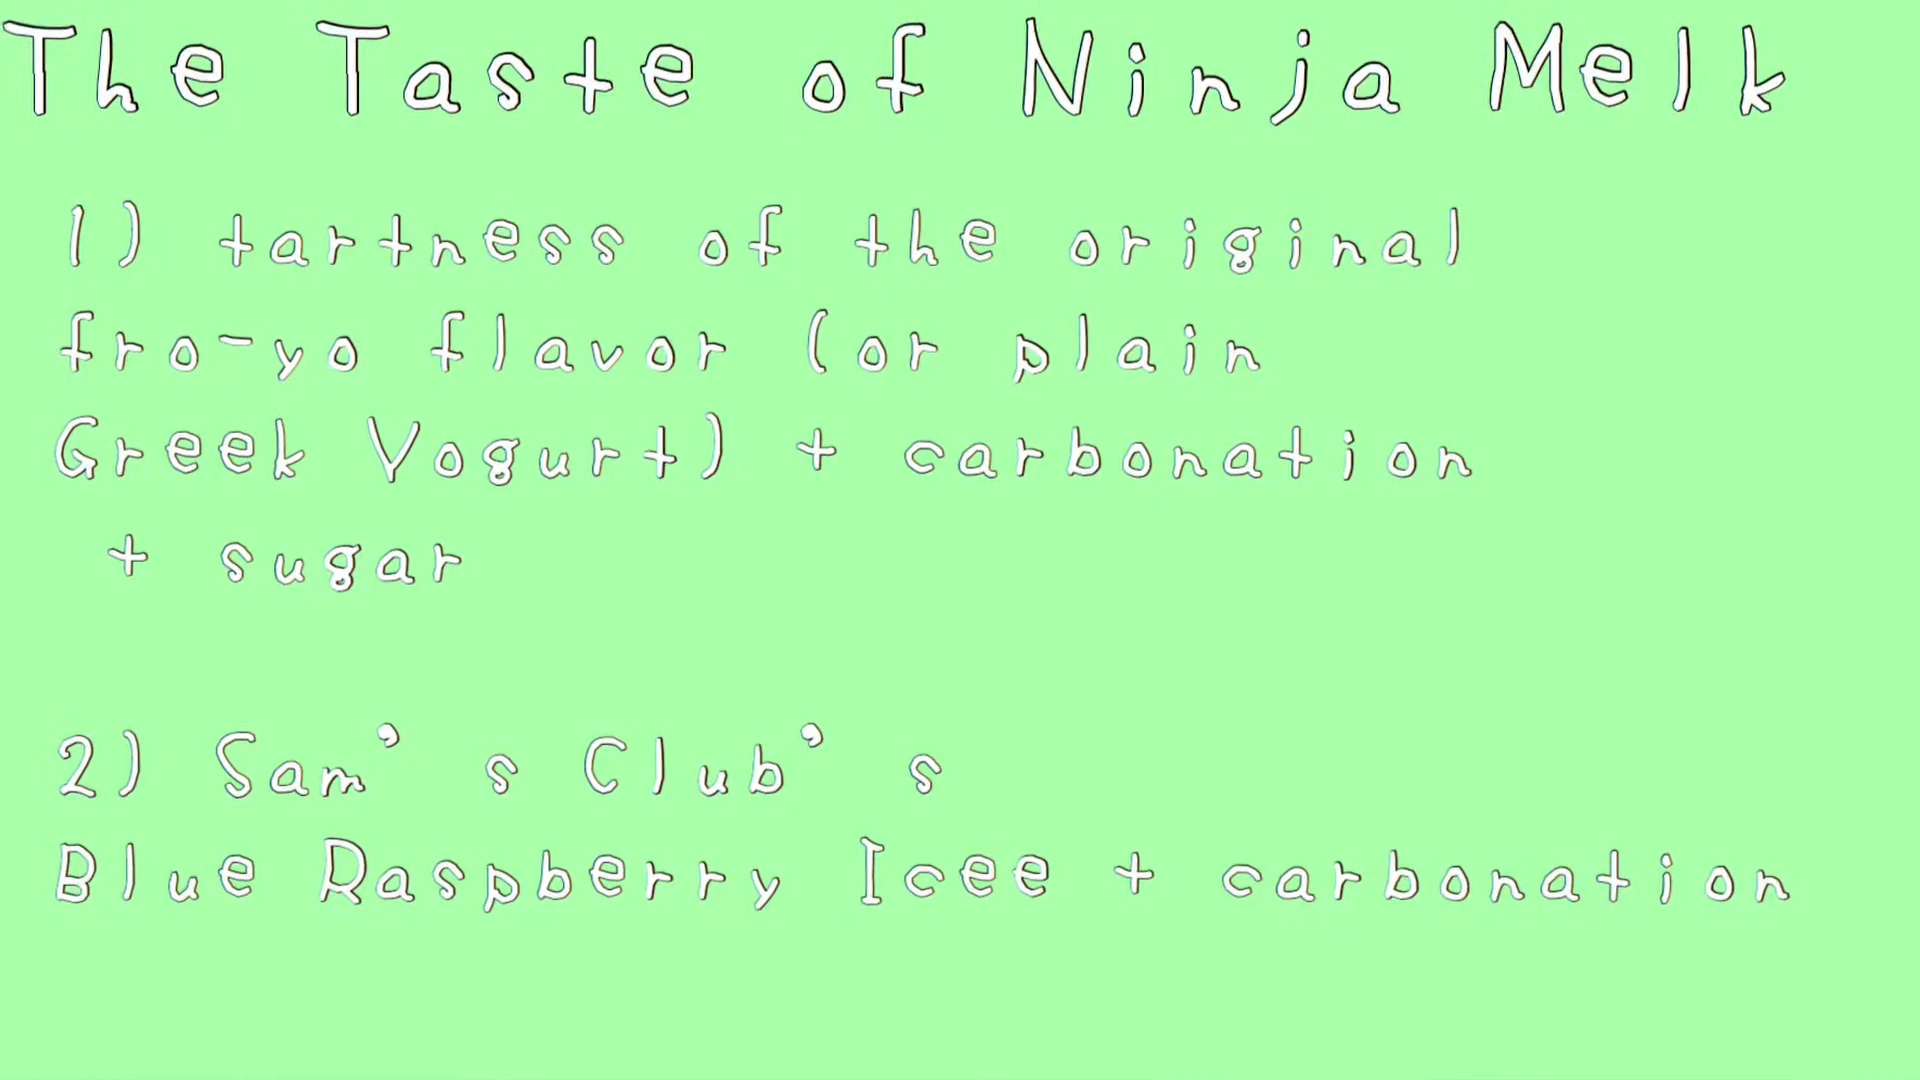 The Taste of Ninja Melk
1) tartness of the original
fro-yo flavor (or plain
Greek Yogurt) + carbonation
+ sugar
2) Sam's Club's
Blue Raspberry Icee + carbonation